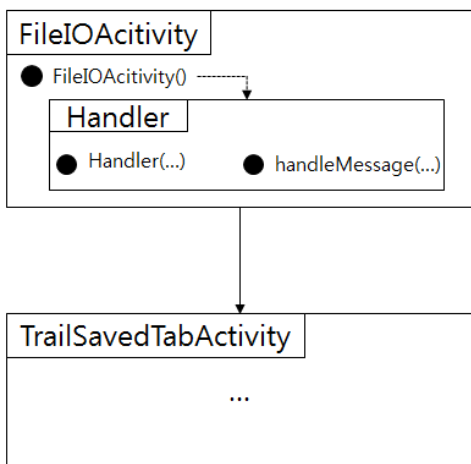 FileIOAcitivity
FileIOAcitivity()
Handler
Handler(...)
handleMessage(...)
TrailSavedTabActivity
...